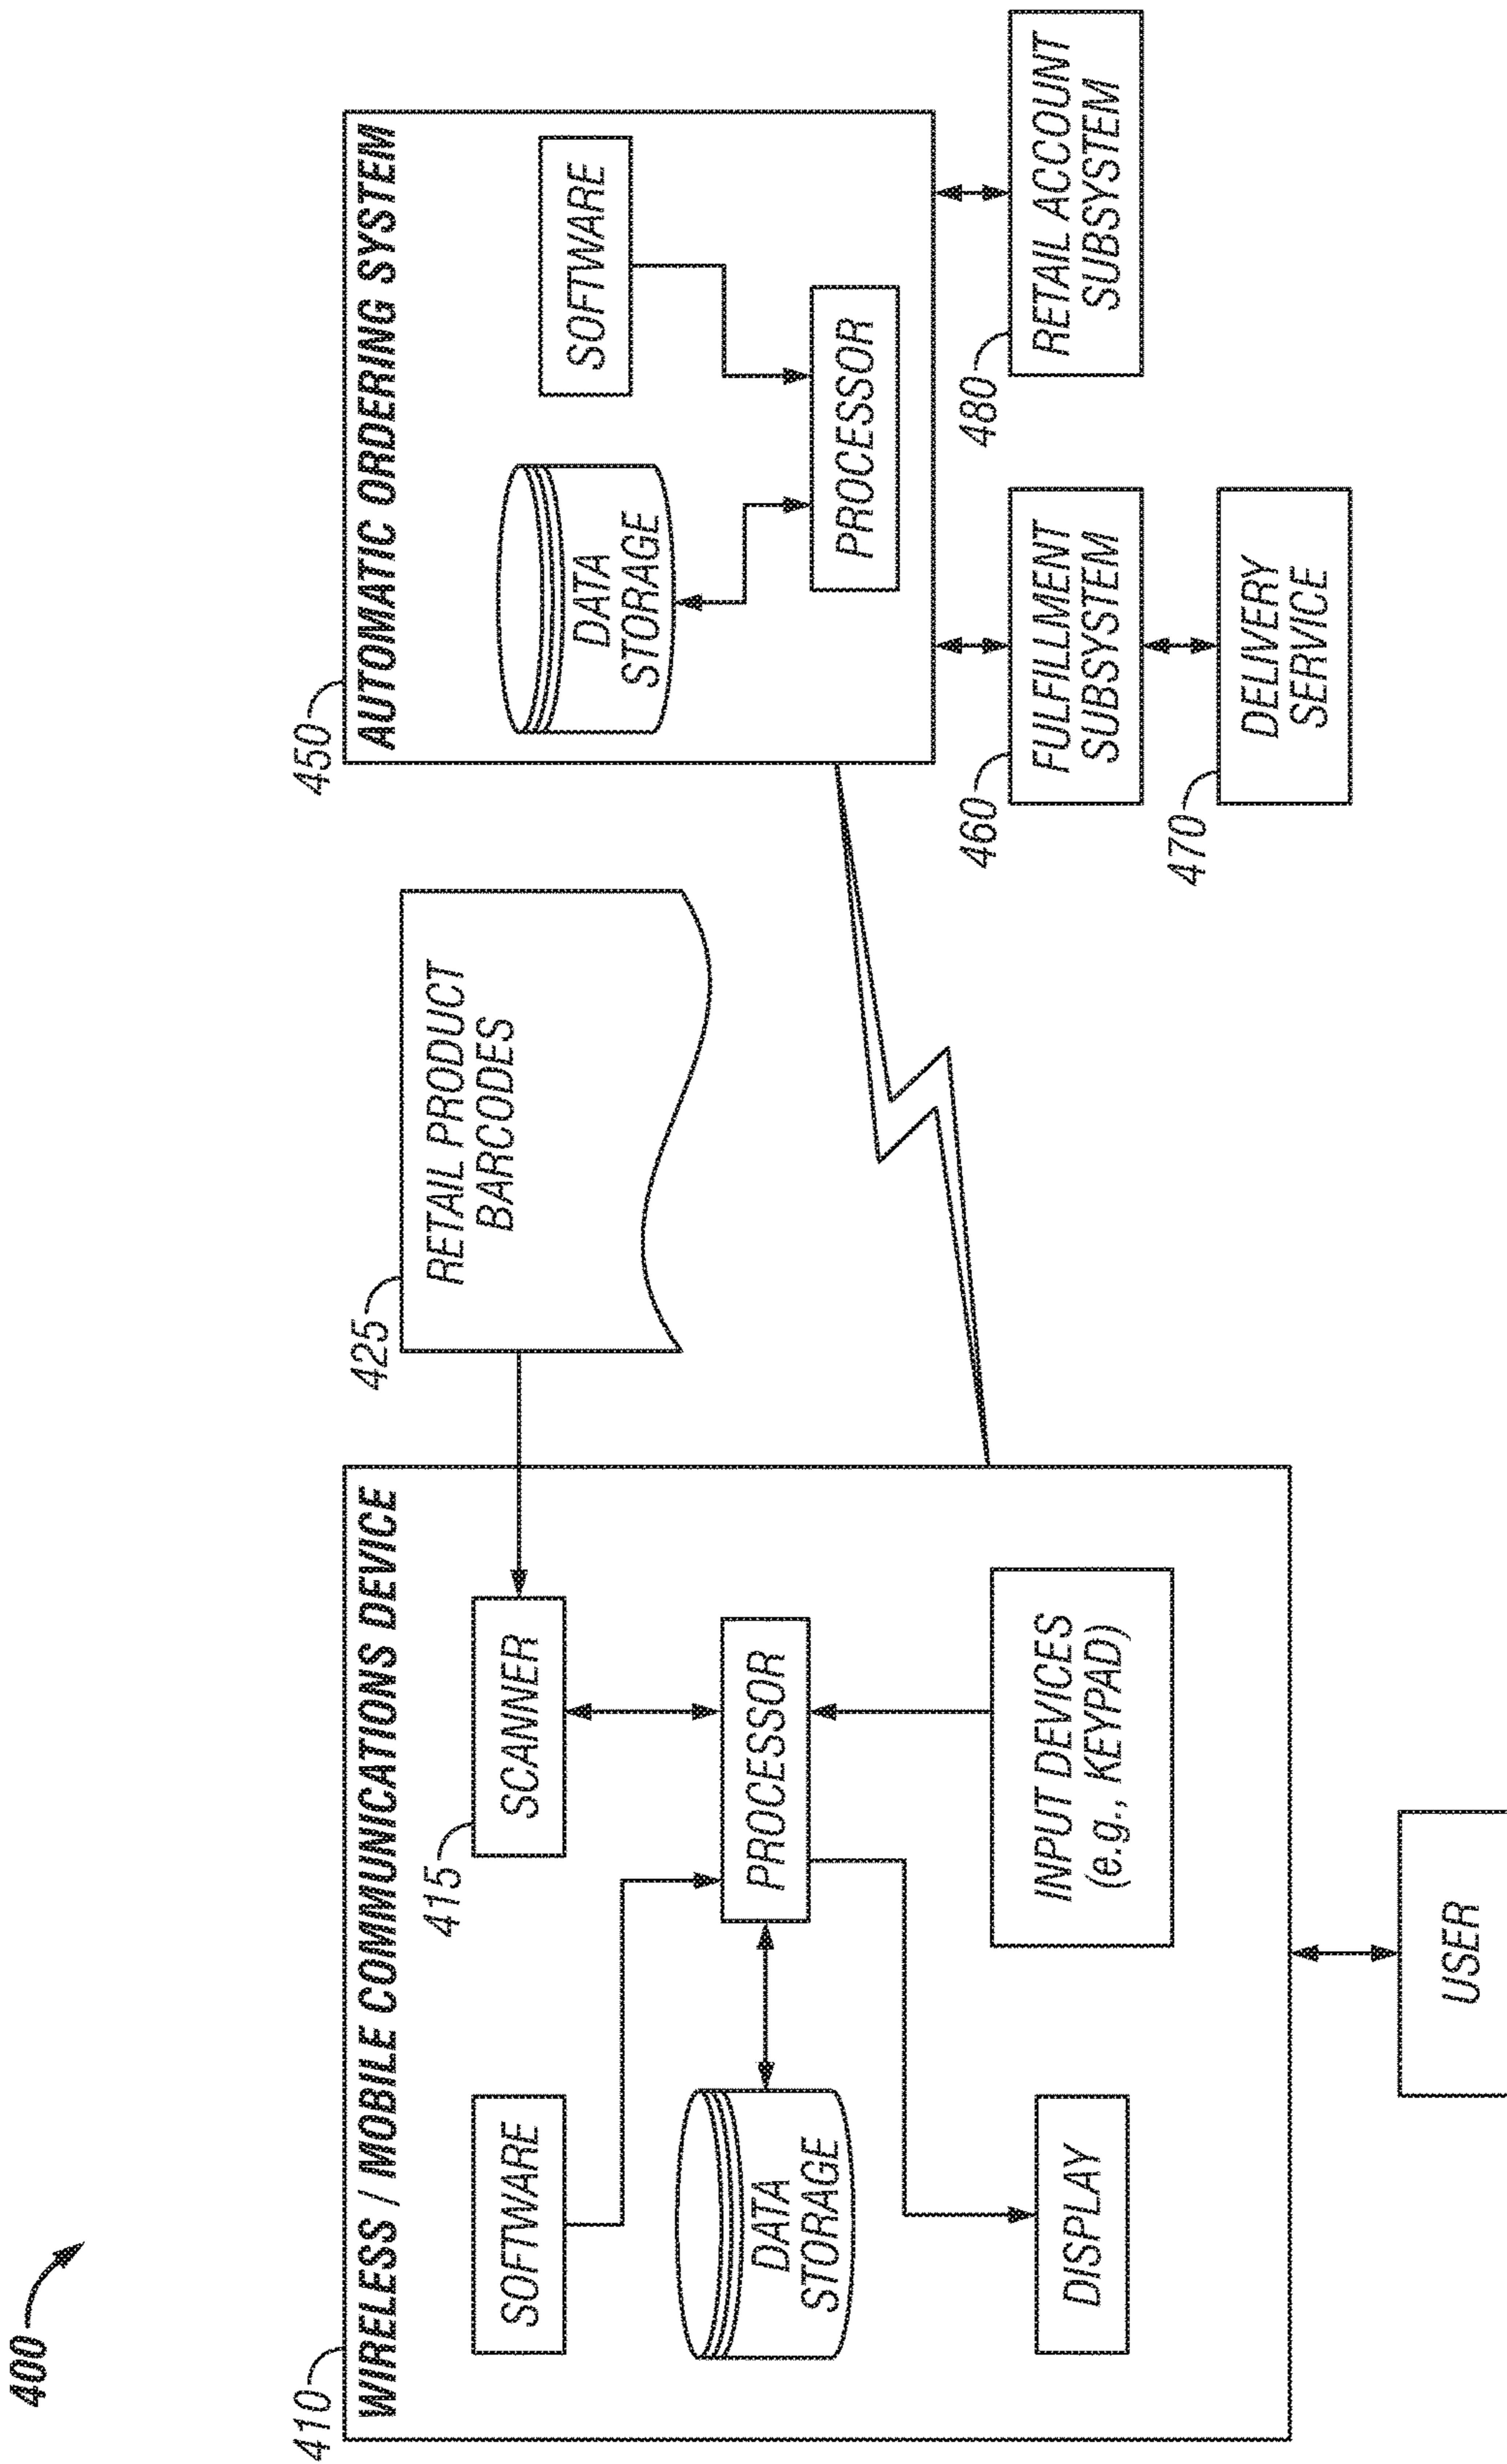 400
410
WIRELESS / MOBILE COMMUNICATIONS DEVICE
SOFTWARE
415
SCANNER
DATA
STORAGE
PROCESSOR
DISPLAY
INPUT DEVICES
(e.g., KEYPAD)
USER
425
RETAIL PRODUCT
BARCODES
450
AUTOMATIC ORDERING SYSTEM
DATA
STORAGE
SOFTWARE
PROCESSOR
460
FULFILLMENT
SUBSYSTEM
470
DELIVERY
SERVICE
480
RETAIL ACCOUNT
SUBSYSTEM